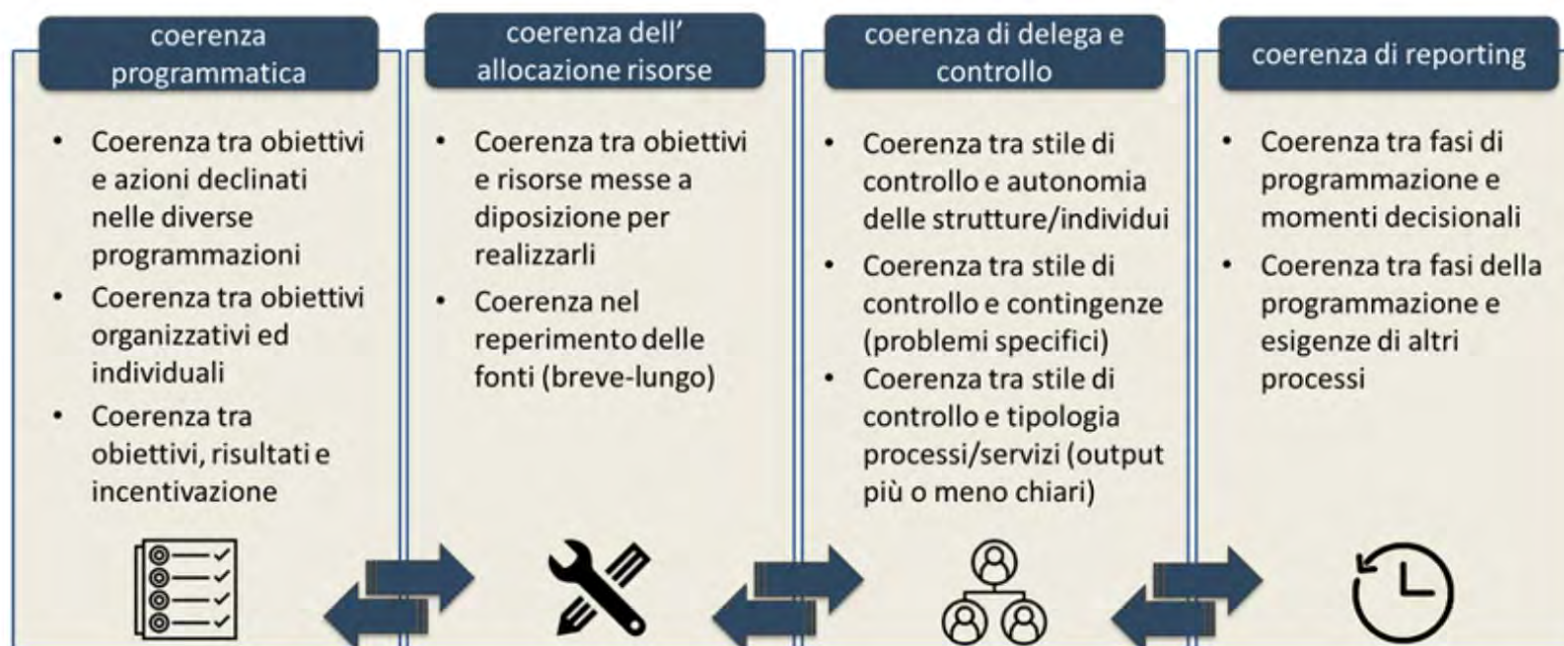 coerenza
programmatica
• Coerenza tra obiettivi
e azioni declinati
nelle diverse
programmazioni
• Coerenza tra obiettivi
organizzativi ed
individuali
• Coerenza tra
obiettivi, risultati e
incentivazione
coerenza dell'
allocazione risorse
• Coerenza tra obiettivi
e risorse messe a
diposizione per
realizzarli
• Coerenza nel
reperimento delle
fonti (breve-lungo)
coerenza di delega e
controllo
• Coerenza tra stile di
controllo e autonomia
delle strutture/individui
• Coerenza tra stile di
controllo e contingenze
(problemi specifici)
• Coerenza tra stile di
controllo e tipologia
processi/servizi (output
più o meno chiari)
coerenza di reporting
• Coerenza tra fasi di
programmazione e
momenti decisionali
• Coerenza tra fasi della
programmazione e
esigenze di altri
processi